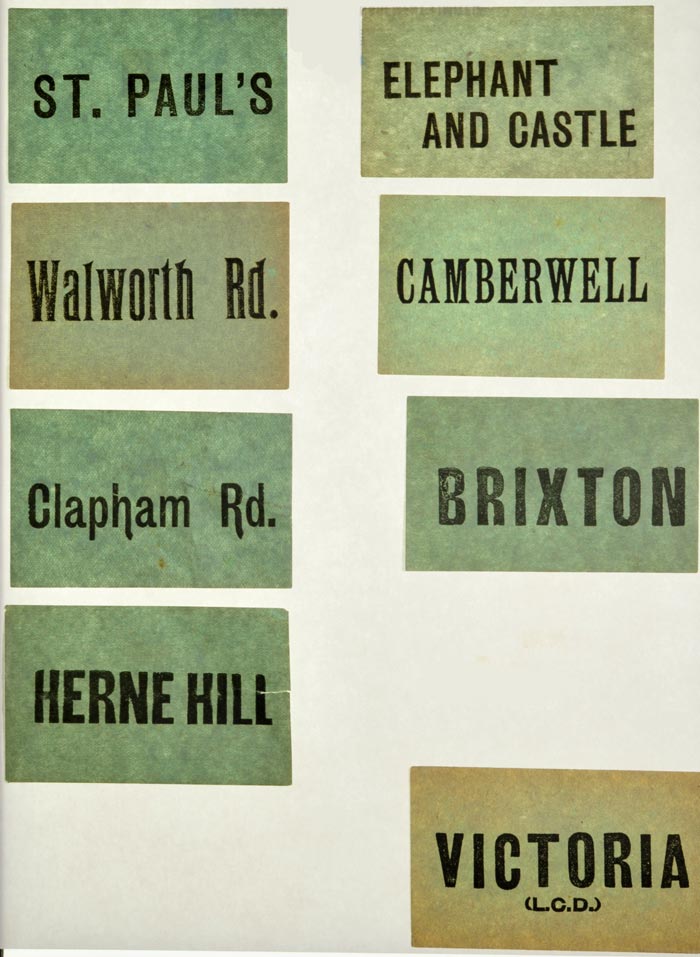 ST. PAUL'S
ELEPHANT
AND CASTLE
Walworth Rd.
CAMBERWELL
Clapham Rd.
BRIXTON
HERNE HILL
VICTORIA
(L.C.D.)